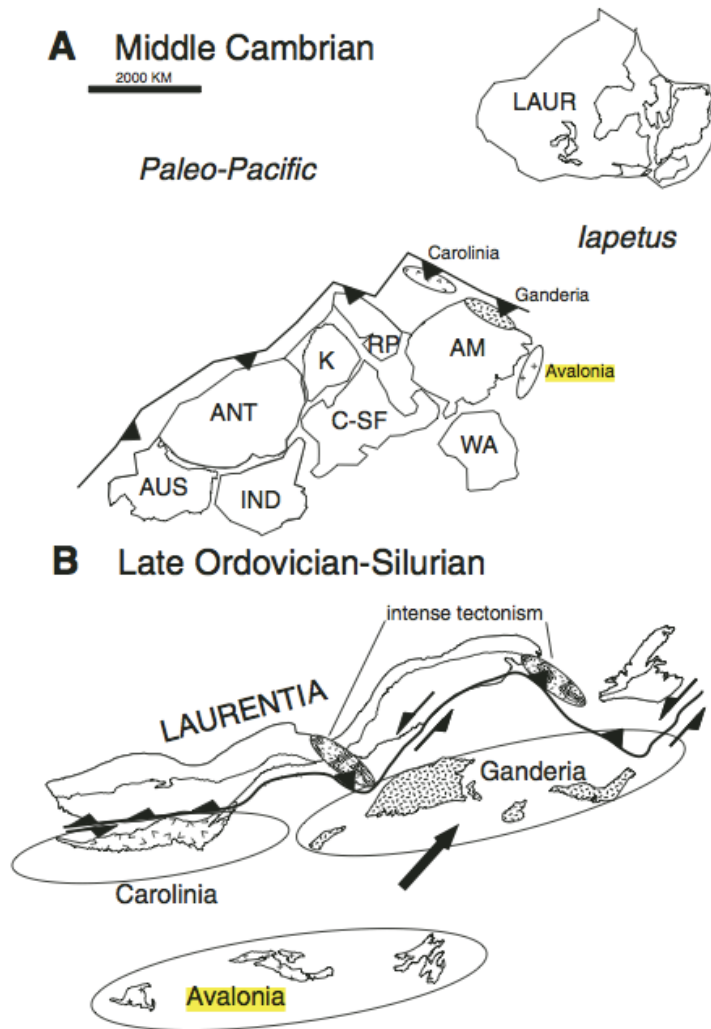 A Middle Cambrian
2000 KM
LAUR
Paleo-Pacific
Iapetus
Carolinia
Ganderia
RP
K
AM
Avalonia
ANT
C-SF
WA
AUS
IND
B Late Ordovician-Silurian
intense tectonism
LAURENTIA
Ganderia
Carolinia
Avalonia